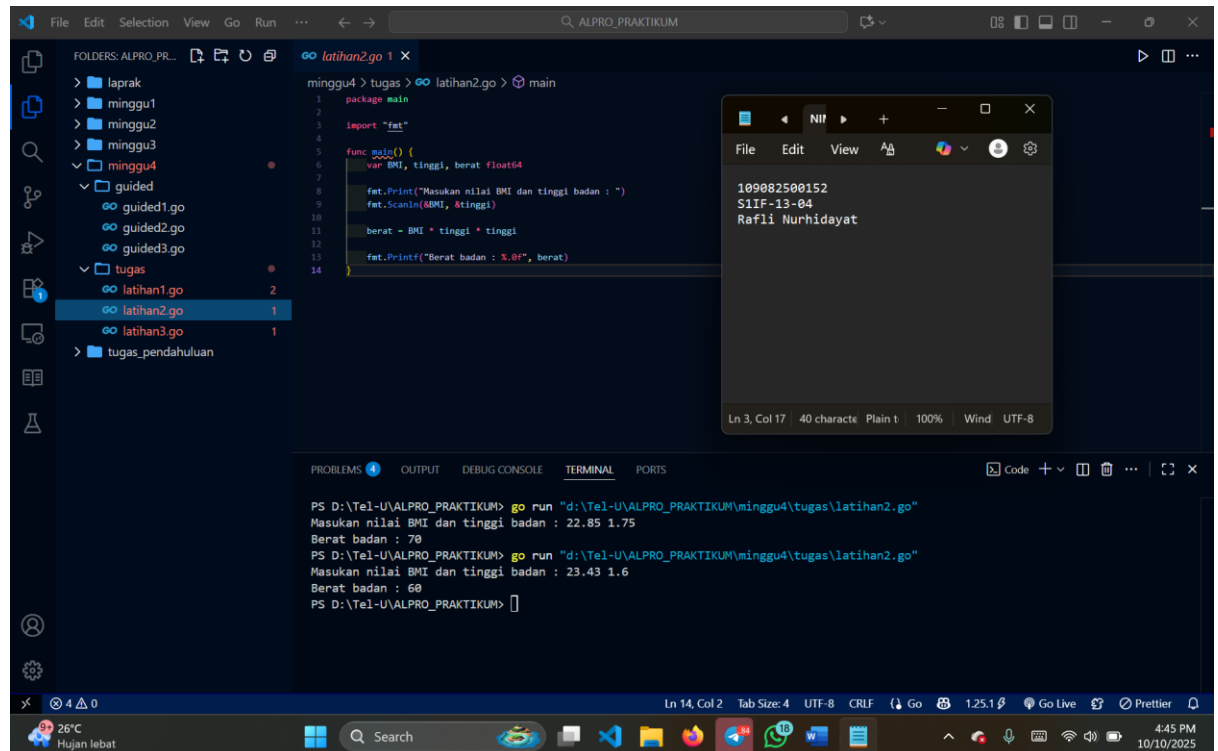 File Edit Selection View Go Run ··· ALPRO_PRAKTIKUM
FOLDERS: ALPRO_PR...
laprak
minggu1
minggu2
minggu3
minggu4
guided
guided1.go
guided2.go
guided3.go
tugas
latihan1.go 2
latihan2.go 1
latihan3.go 1
tugas_pendahuluan
1
latihan2.go 1
minggu4 > tugas > latihan2.go > main
1 package main
2
3 import "fmt"
4
5 func main() {
6 var BMI, tinggi, berat float64
7
8 fmt.Print("Masukan nilai BMI dan tinggi badan : ")
9 fmt.Scanln(&BMI, &tinggi)
10
11 berat = BMI * tinggi * tinggi
12
13 fmt.Printf("Berat badan : %.0f", berat)
14 }
NIM
File Edit View
109082500152
S1IF-13-04
Rafli Nurhidayat
Ln 3, Col 17 40 characte Plain t 100% Wind UTF-8
PROBLEMS 4 OUTPUT DEBUG CONSOLE TERMINAL PORTS Code
PS D:\Tel-U\ALPRO_PRAKTIKUM> go run "d:\Tel-U\ALPRO_PRAKTIKUM\minggu4\tugas\latihan2.go"
Masukan nilai BMI dan tinggi badan : 22.85 1.75
Berat badan : 70
PS D:\Tel-U\ALPRO_PRAKTIKUM> go run "d:\Tel-U\ALPRO_PRAKTIKUM\minggu4\tugas\latihan2.go"
Masukan nilai BMI dan tinggi badan : 23.43 1.6
Berat badan : 60
PS D:\Tel-U\ALPRO_PRAKTIKUM>
4 0 Ln 14, Col 2 Tab Size: 4 UTF-8 CRLF Go 1.25.1 Go Live Prettier
9+ 26°C
Hujan lebat
Search
84
18
4:45 PM
10/10/2025